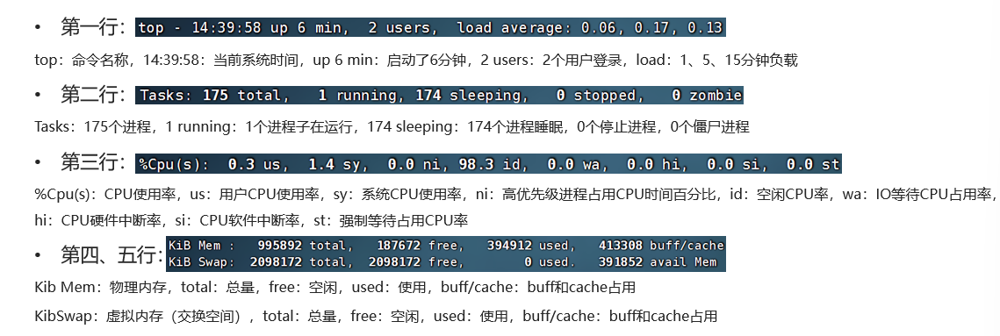 • 第一行：top - 14:39:58 up 6 min,  2 users,  load average: 0.06, 0.17, 0.13
top：命令名称，14:39:58：当前系统时间，up 6 min：启动了6分钟，2 users：2个用户登录，load：1、5、15分钟负载
• 第二行：Tasks: 175 total,   1 running, 174 sleeping,   0 stopped,   0 zombie
Tasks：175个进程，1 running：1个进程子在运行，174 sleeping：174个进程睡眠，0个停止进程，0个僵尸进程
• 第三行：%Cpu(s):  0.3 us,  1.4 sy,  0.0 ni, 98.3 id,  0.0 wa,  0.0 hi,  0.0 si,  0.0 st
%Cpu(s)：CPU使用率，us：用户CPU使用率，sy：系统CPU使用率，ni：高优先级进程占用CPU时间百分比，id：空闲CPU率，wa：IO等待CPU占用率，
hi：CPU硬件中断率，si：CPU软件中断率，st：强制等待占用CPU率
• 第四、五行：KiB Mem :   995892 total,   187672 free,   394912 used,   413308 buff/cache
KiB Swap:  2098172 total,  2098172 free,        0 used.   391852 avail Mem
Kib Mem：物理内存，total：总量，free：空闲，used：使用，buff/cache：buff和cache占用
KibSwap：虚拟内存（交换空间），total：总量，free：空闲，used：使用，buff/cache：buff和cache占用